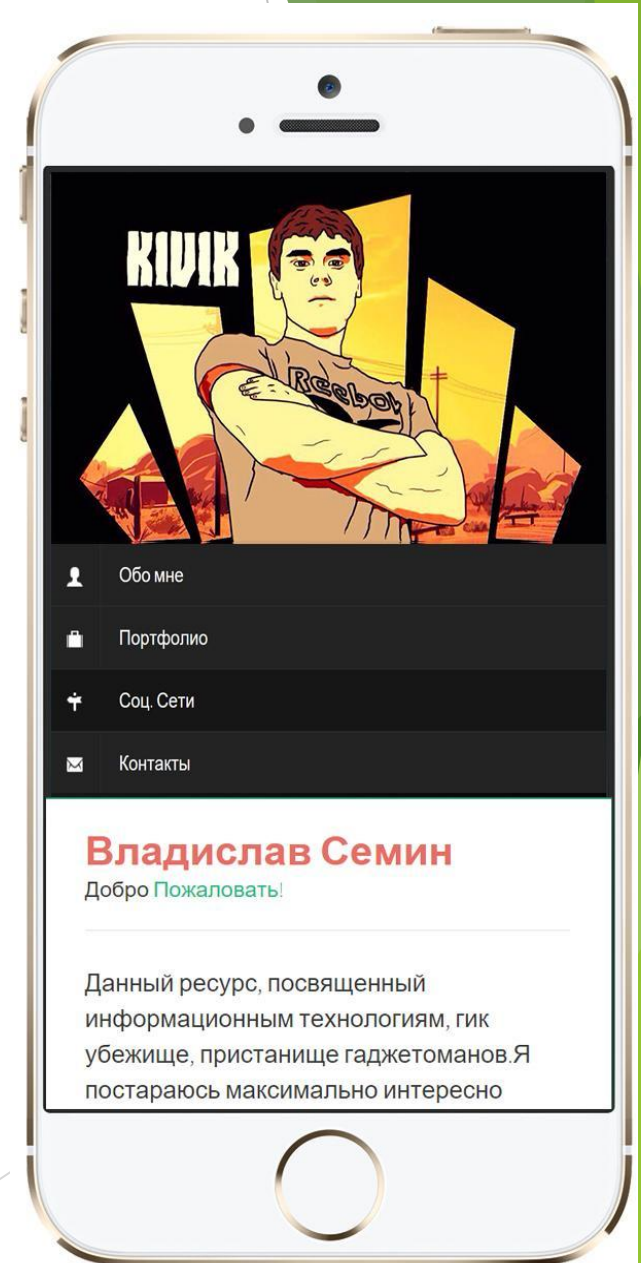 KIVIK
Reebok
Обо мне
Портфолио
Соц. Сети
Контакты
Владислав Семин
Добро Пожаловать!
Данный ресурс, посвященный
информационным технологиям, гик
убежище, пристанище гаджетоманов.Я
постараюсь максимально интересно